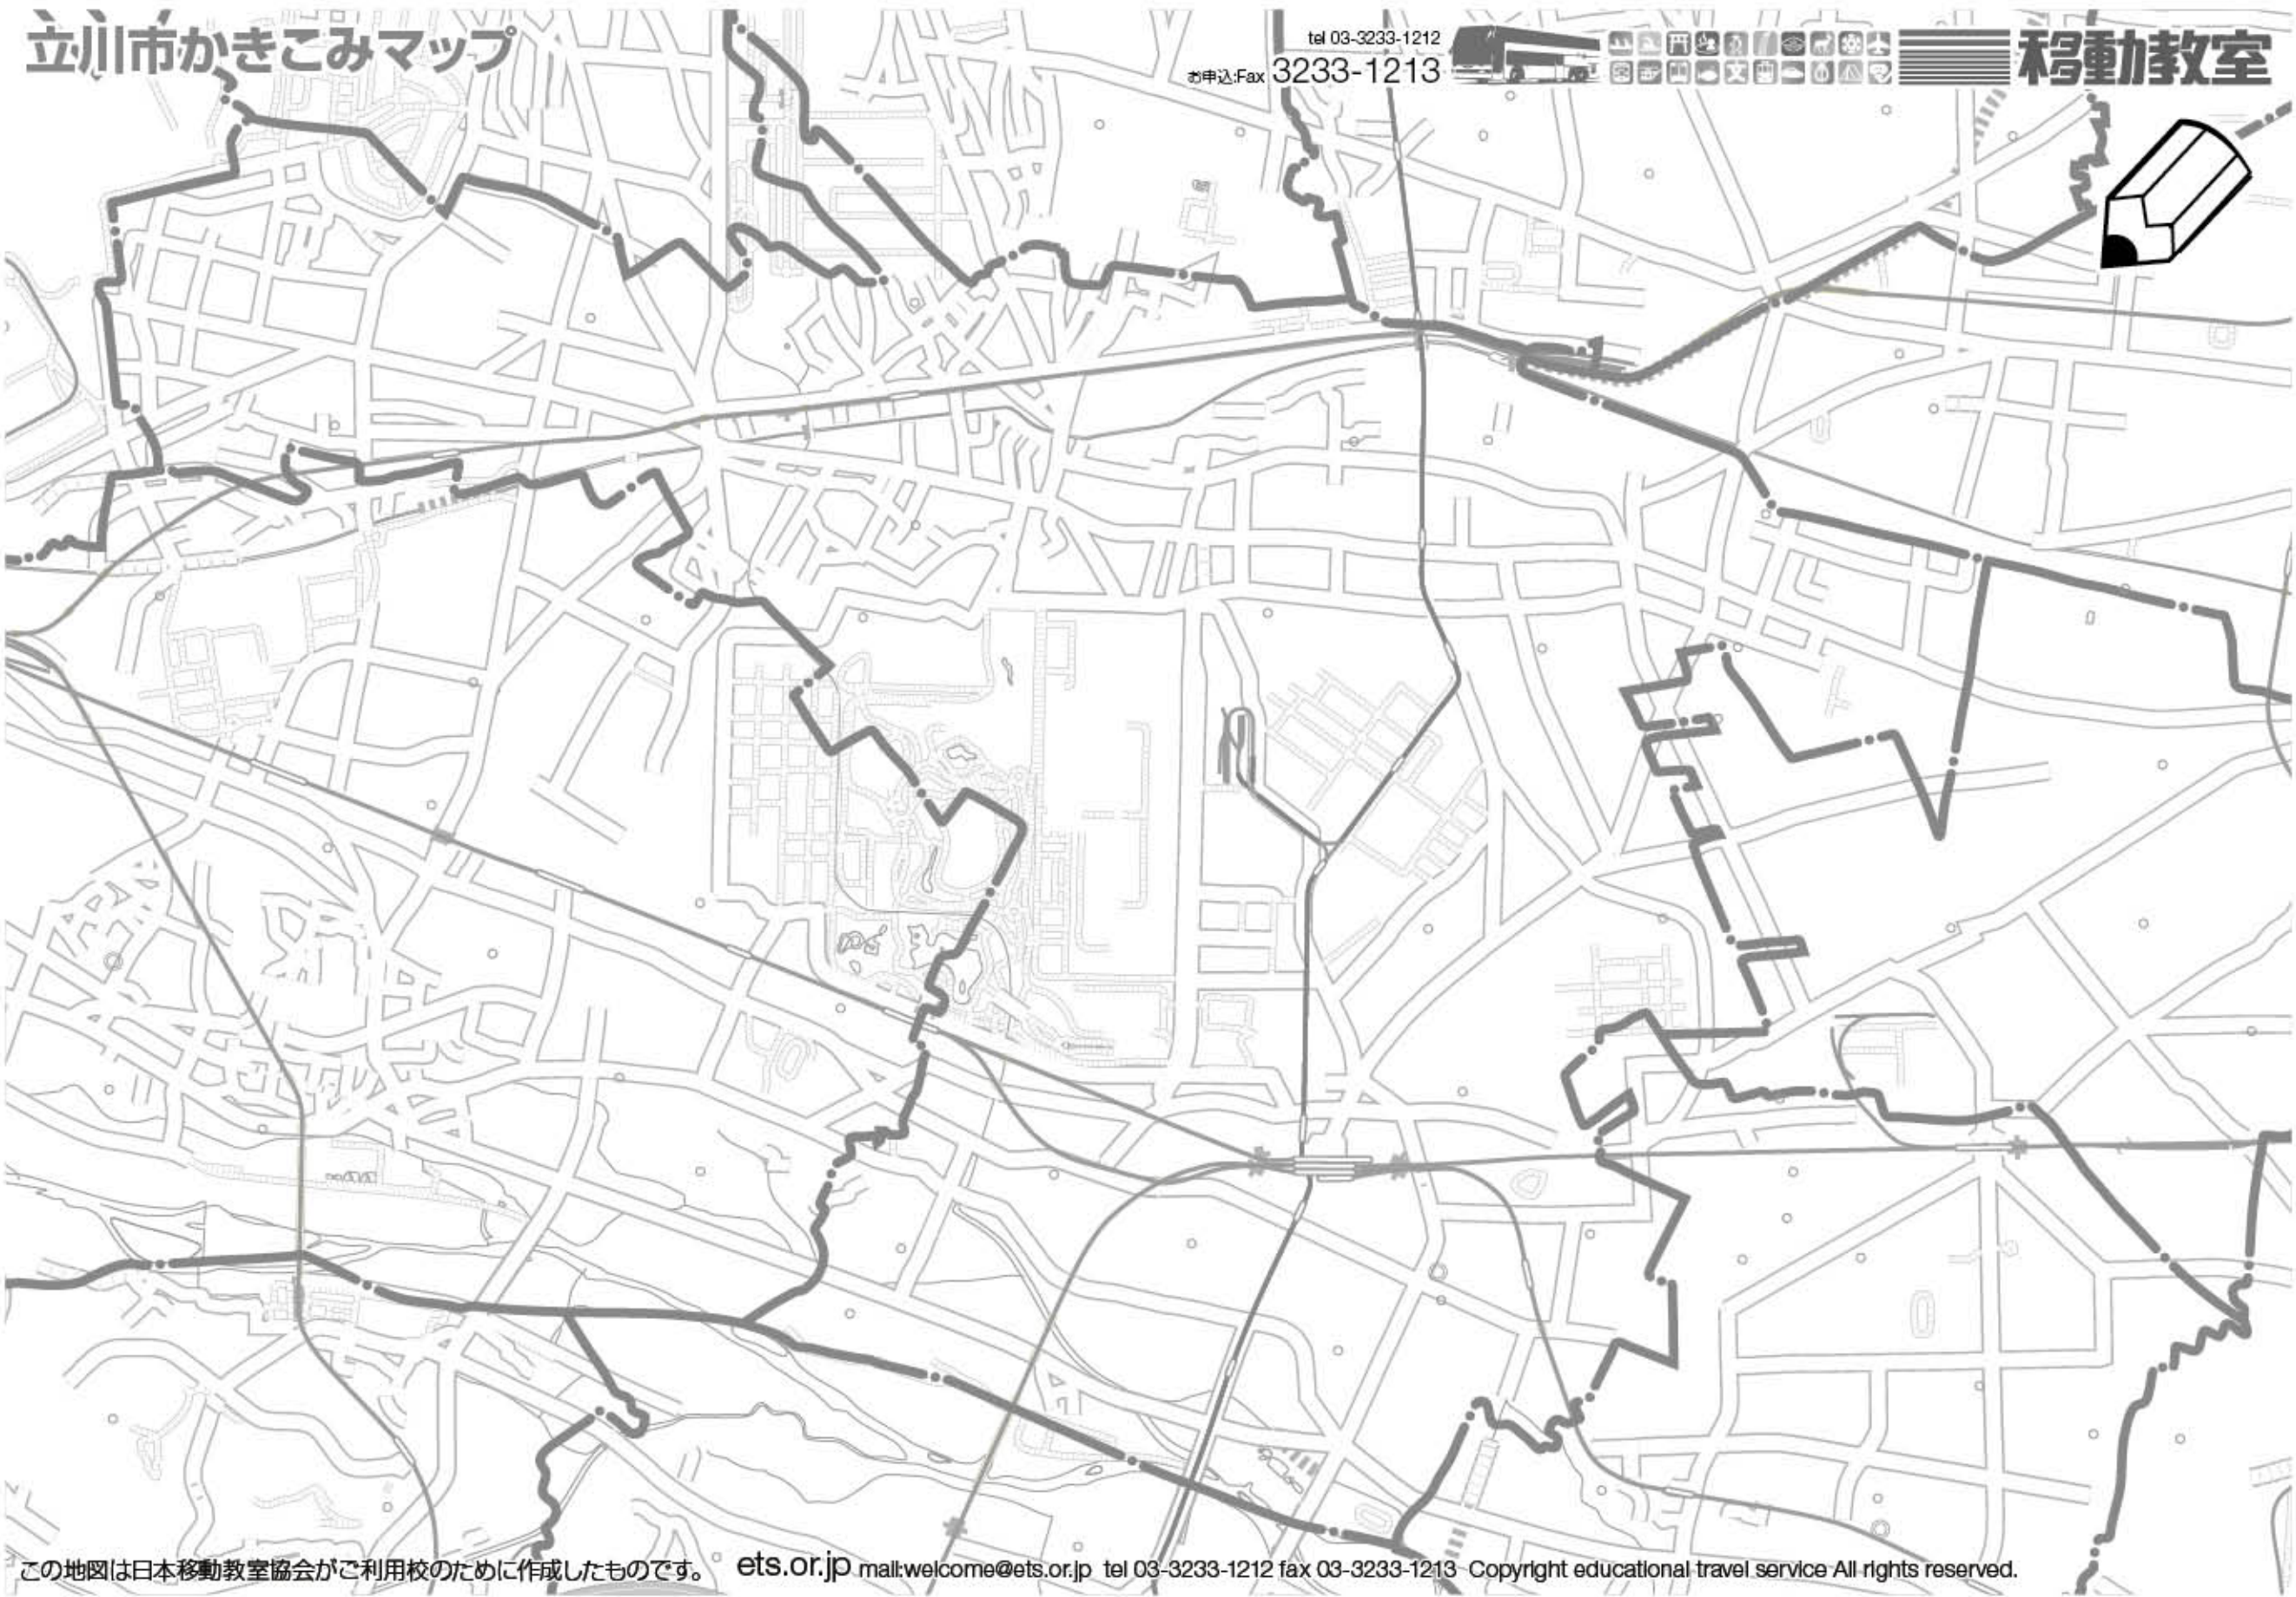 立川市かきこみマップ
tel 03-3233-1212
お申込:Fax 3233-1213
移動教室
この地図は日本移動教室協会がご利用校のために作成したものです。 ets.or.jp mail:welcome@ets.or.jp tel 03-3233-1212 fax 03-3233-1213 Copyright educational travel service All rights reserved.